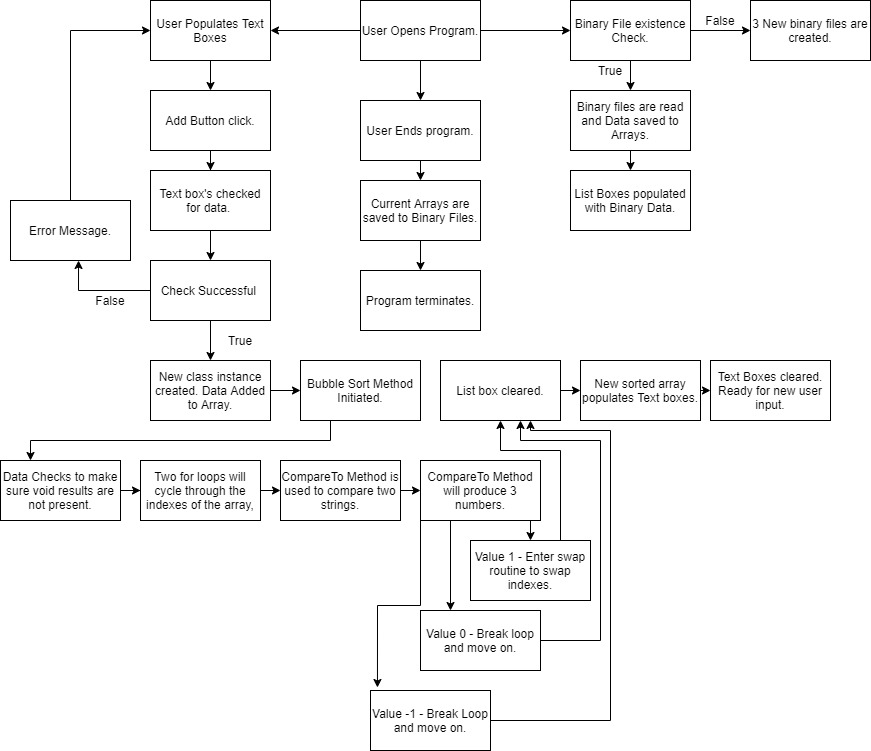 User Populates Text
Boxes
User Opens Program.
Binary File existence
Check.
False
3 New binary files are
created.
True
Add Button click.
User Ends program.
Binary files are read
and Data saved to
Arrays.
Text box's checked
for data.
Current Arrays are
saved to Binary Files.
List Boxes populated
with Binary Data.
Error Message.
Check Successful
False
Program terminates.
True
New class instance
created. Data Added
to Array.
Bubble Sort Method
Initiated.
List box cleared.
New sorted array
populates Text boxes.
Text Boxes cleared.
Ready for new user
input.
Data Checks to make
sure void results are
not present.
Two for loops will
cycle through the
indexes of the array,
CompareTo Method is
used to compare two
strings.
CompareTo Method
will produce 3
numbers.
Value 1 - Enter swap
routine to swap
indexes.
Value 0 - Break loop
and move on.
Value -1 - Break Loop
and move on.